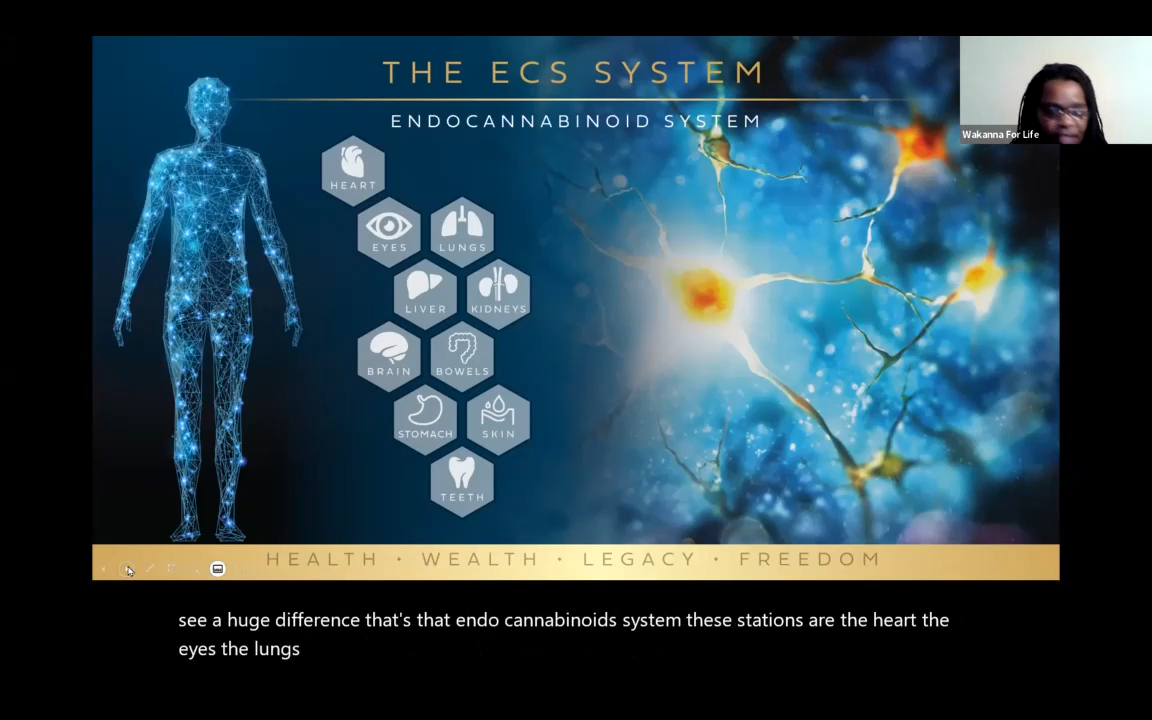 THE ECS SYSTEM
ENDOCANNABINOID SYSTEM
Wakanna For Life
HEART
EYES
LUNGS
LIVER
KIDNEYS
BRAIN
BOWELS
STOMACH
SKIN
TEETH
HEALTH · WEALTH · LEGACY · FREEDOM
see a huge difference that's that endo cannabinoids system these stations are the heart the
eyes the lungs